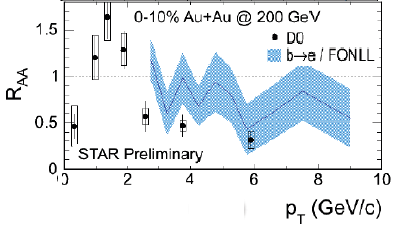 0-10% Au+Au @ 200 GeV
D0
b→e / FONLL
R_AA
1.5
1
0.5
0
STAR Preliminary
0 2 4 6 8 10
p_T (GeV/c)